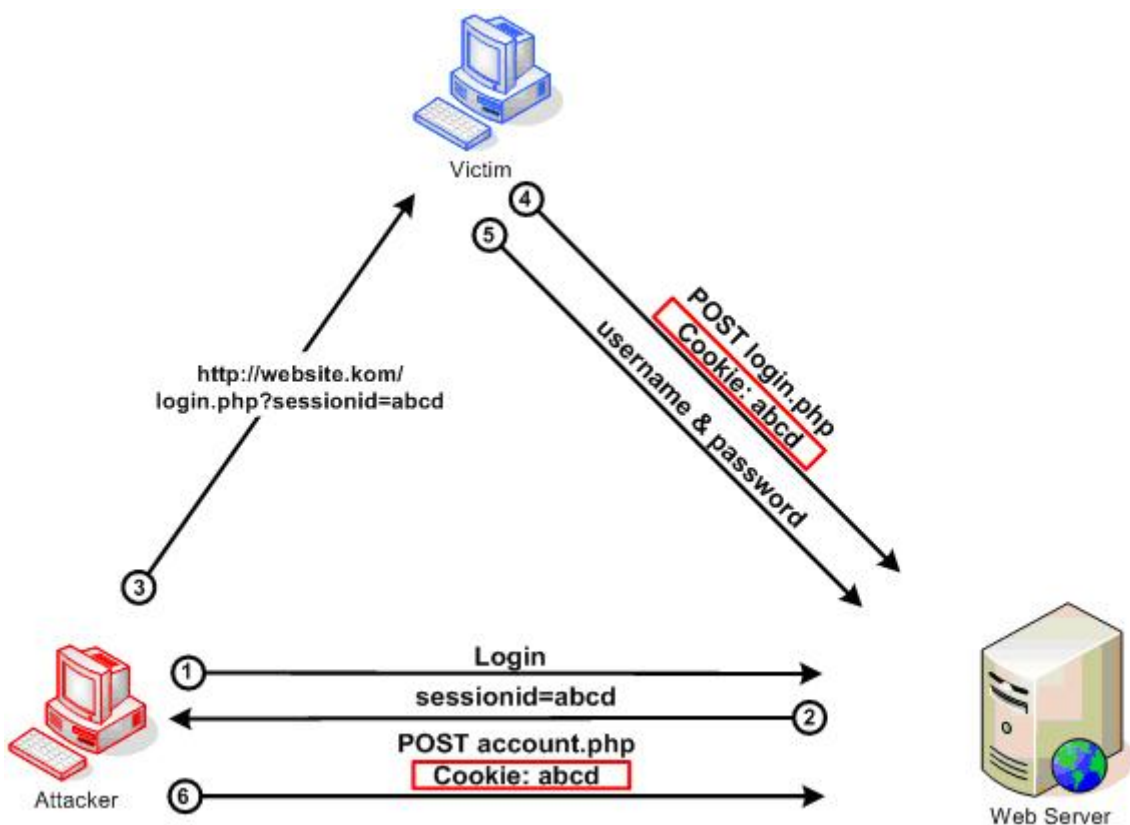 Victim
4
5
POST login.php
Cookie: abcd
username & password
http://website.kom/
login.php?sessionid=abcd
3
1
Login
sessionid=abcd
2
POST account.php
Cookie: abcd
6
Attacker
Web Server